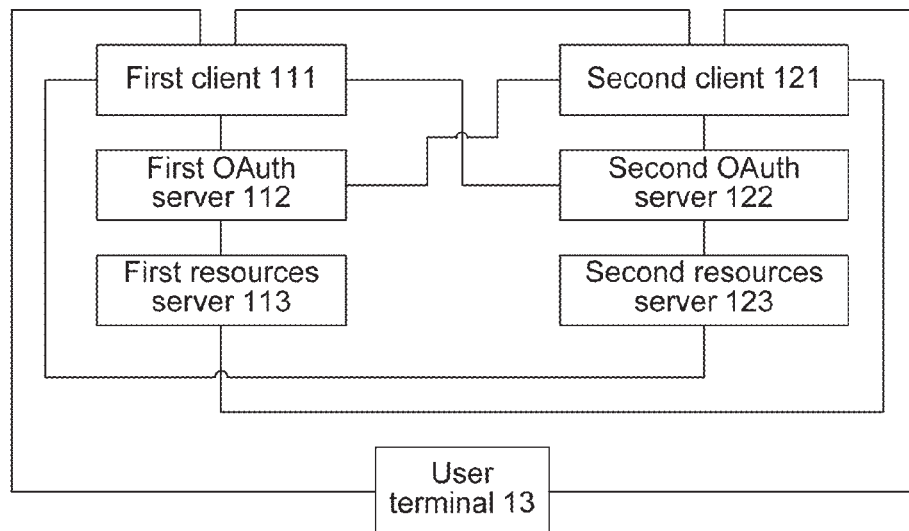 First client 111
Second client 121
First OAuth
server 112
Second OAuth
server 122
First resources
server 113
Second resources
server 123
User
terminal 13